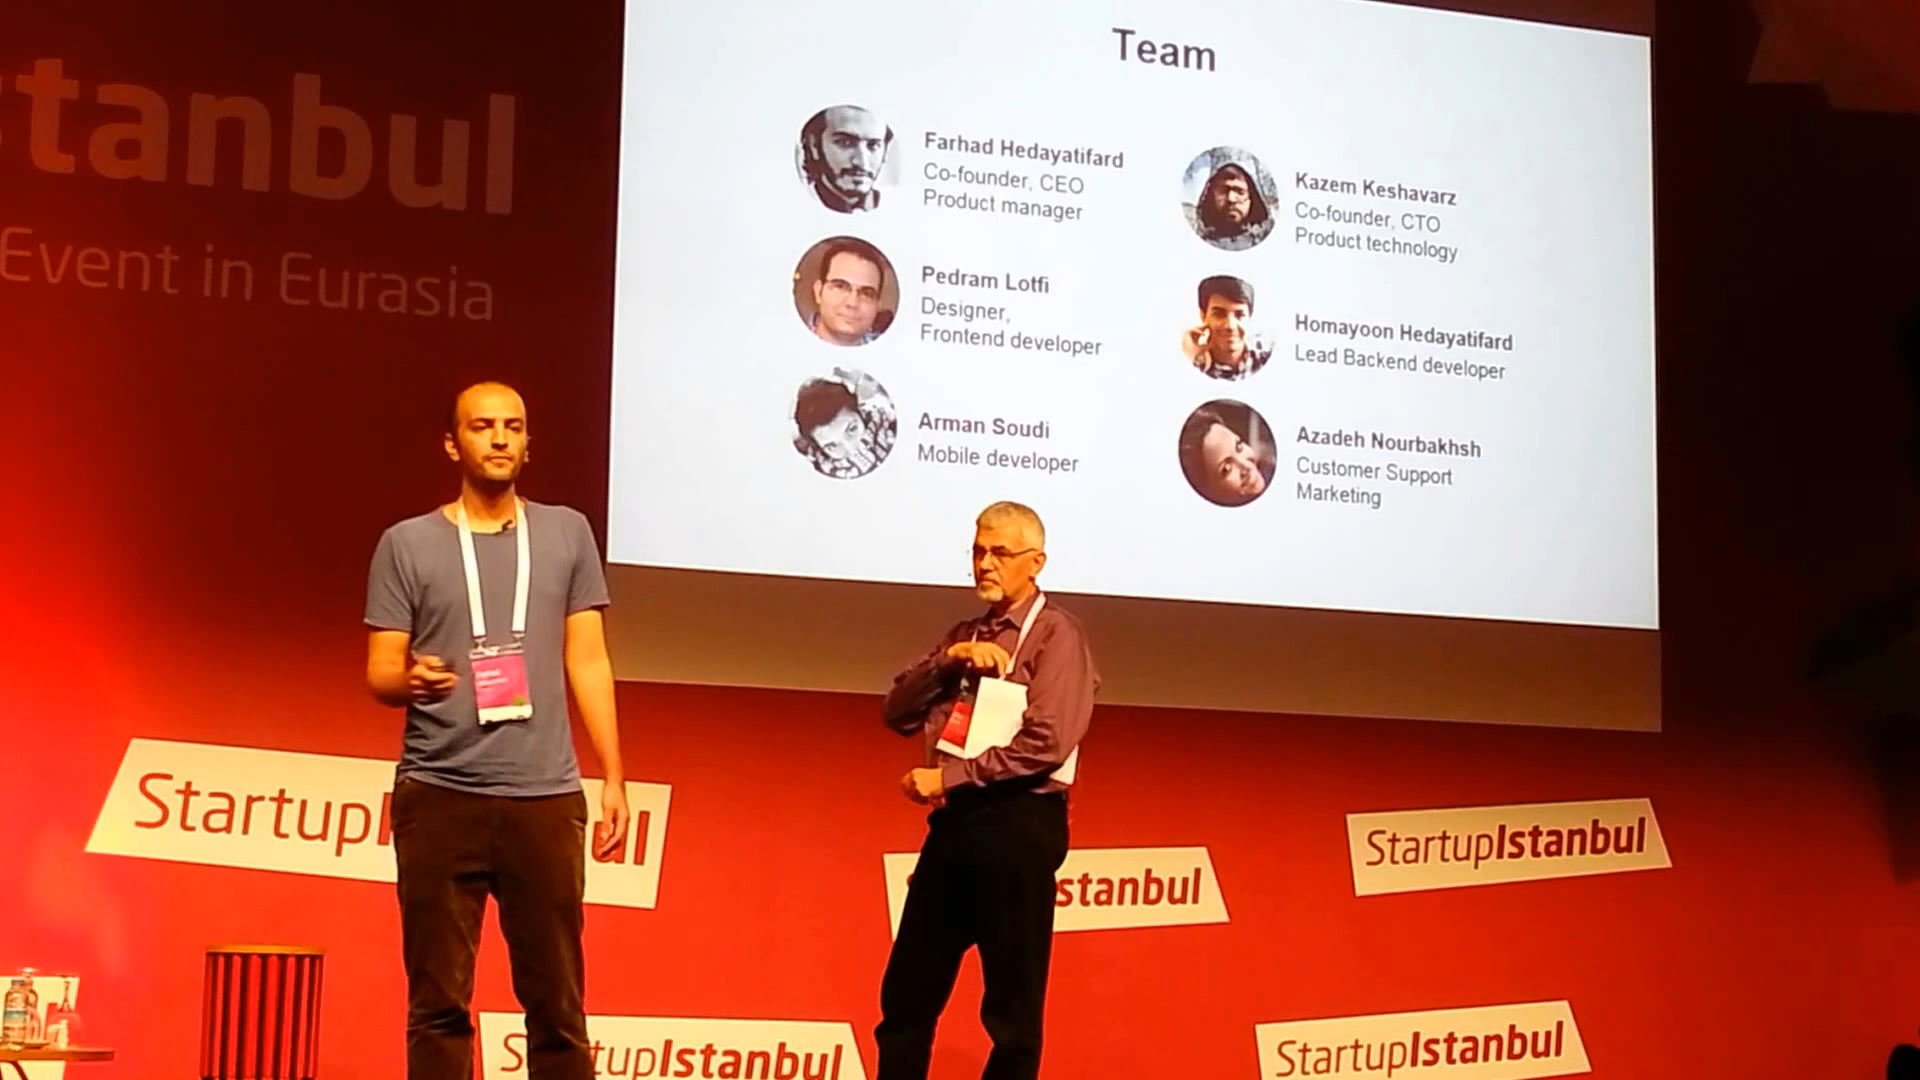 stanbul
Event in Eurasia
Team
Farhad Hedayatifard
Co-founder, CEO
Product manager
Kazem Keshavarz
Co-founder, CTO
Product technology
Pedram Lotfi
Designer,
Frontend developer
Homayoon Hedayatifard
Lead Backend developer
Arman Soudi
Mobile developer
Azadeh Nourbakhsh
Customer Support
Marketing
StartupI ul
stanbul
StartupIstanbul
S tupIstanbul
StartupIstanbul